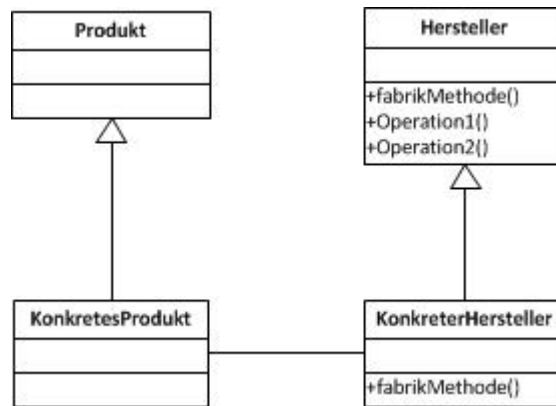 Produkt
Hersteller
+fabrikMethode()
+Operation1()
+Operation2()
KonkretesProdukt
KonkreterHersteller
+fabrikMethode()